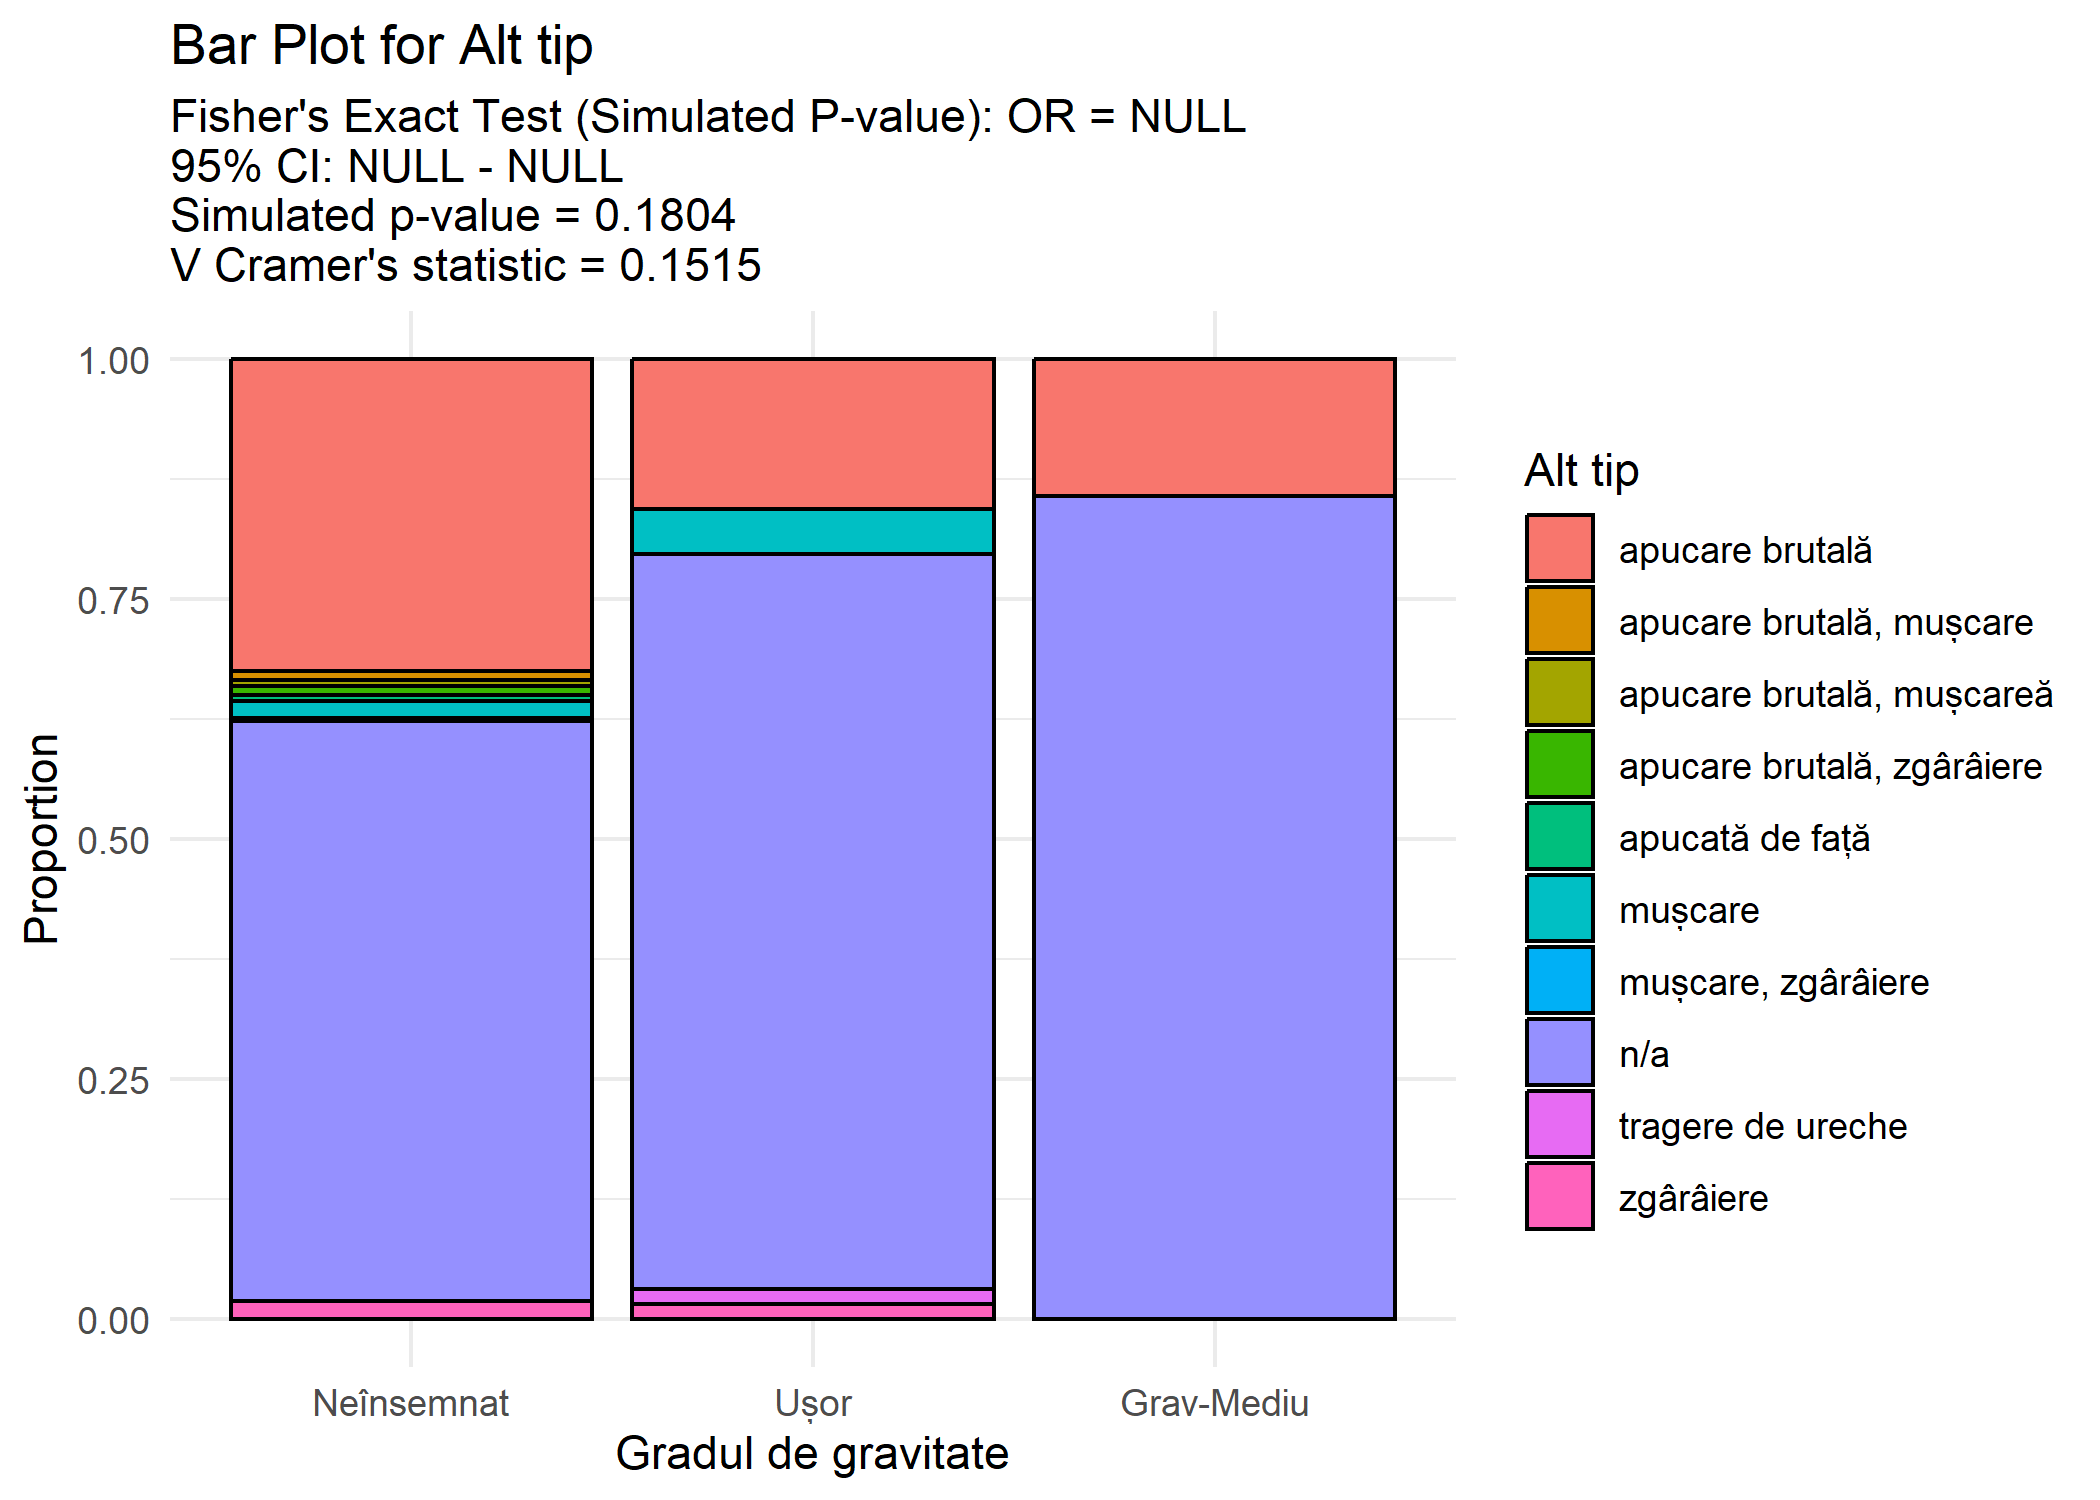 Bar Plot for Alt tip
Fisher's Exact Test (Simulated P-value): OR = NULL
95% CI: NULL - NULL
Simulated p-value = 0.1804
V Cramer's statistic = 0.1515
1.00
0.75
0.50
0.25
0.00
Proportion
Neînsemnat
Ușor
Grav-Mediu
Gradul de gravitate
Alt tip
apucare brutală
apucare brutală, mușcare
apucare brutală, mușcareă
apucare brutală, zgârâiere
apucată de față
mușcare
mușcare, zgârâiere
n/a
tragere de ureche
zgârâiere